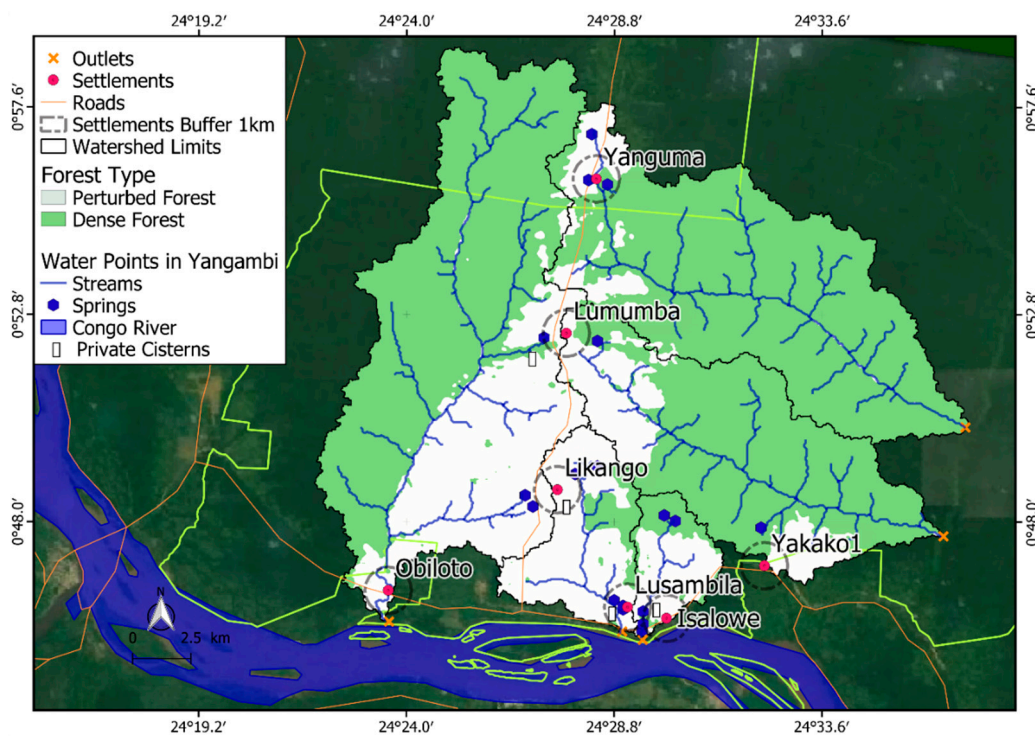 24°19.2′ 24°24.0′ 24°28.8′ 24°33.6′
Outlets
Settlements
Roads
Settlements Buffer 1km
Watershed Limits
Forest Type
Perturbed Forest
Dense Forest
Water Points in Yangambi
Streams
Springs
Congo River
Private Cisterns
0°57.6′ 0°57.6′
Yanguma
0°52.8′ 0°52.8′
Lumumba
Likango
0°48.0′ 0°48.0′
Yakako1
Obiloto
Lusambila
Isalowe
N
0 2.5 km
24°19.2′ 24°24.0′ 24°28.8′ 24°33.6′